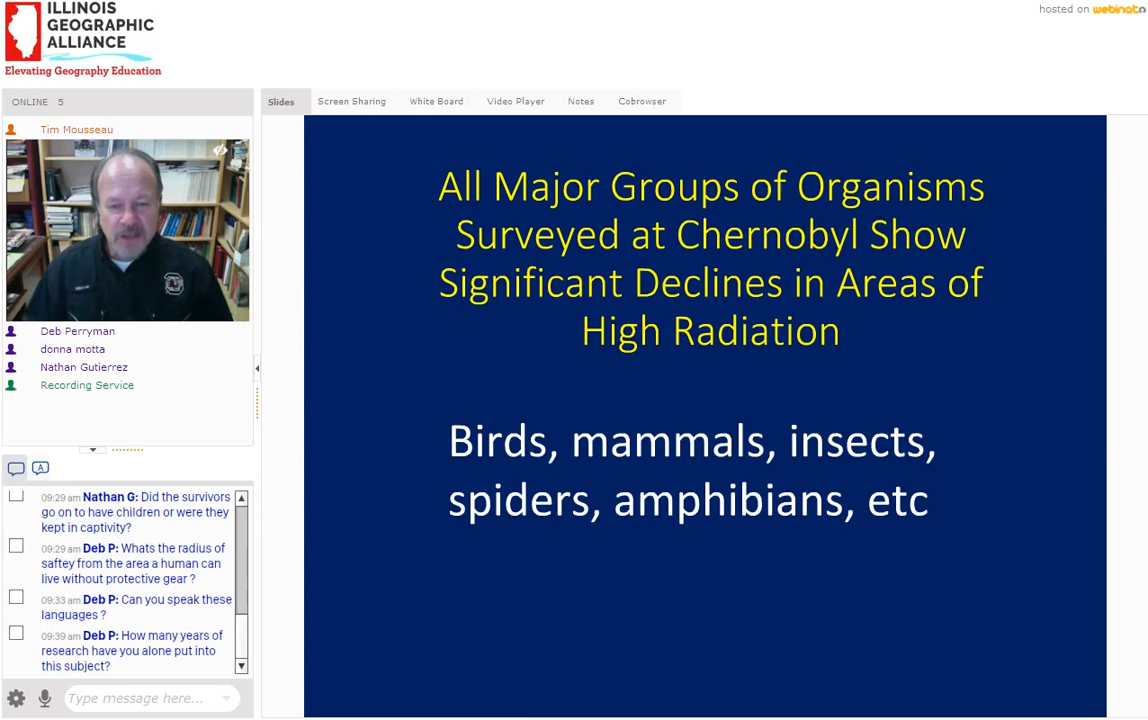 ILLINOIS
GEOGRAPHIC
ALLIANCE
Elevating Geography Education
hosted on webinato
ONLINE 5
Tim Mousseau
Deb Perryman
donna motta
Nathan Gutierrez
Recording Service
A
09:29 am Nathan G: Did the survivors
go on to have children or were they
kept in captivity?
09:29 am Deb P: Whats the radius of
saftey from the area a human can
live without protective gear ?
09:33 am Deb P: Can you speak these
languages ?
09:39 am Deb P: How many years of
research have you alone put into
this subject?
Type message here...
Slides
Screen Sharing
White Board
Video Player
Notes
Cobrowser
All Major Groups of Organisms
Surveyed at Chernobyl Show
Significant Declines in Areas of
High Radiation
Birds, mammals, insects,
spiders, amphibians, etc